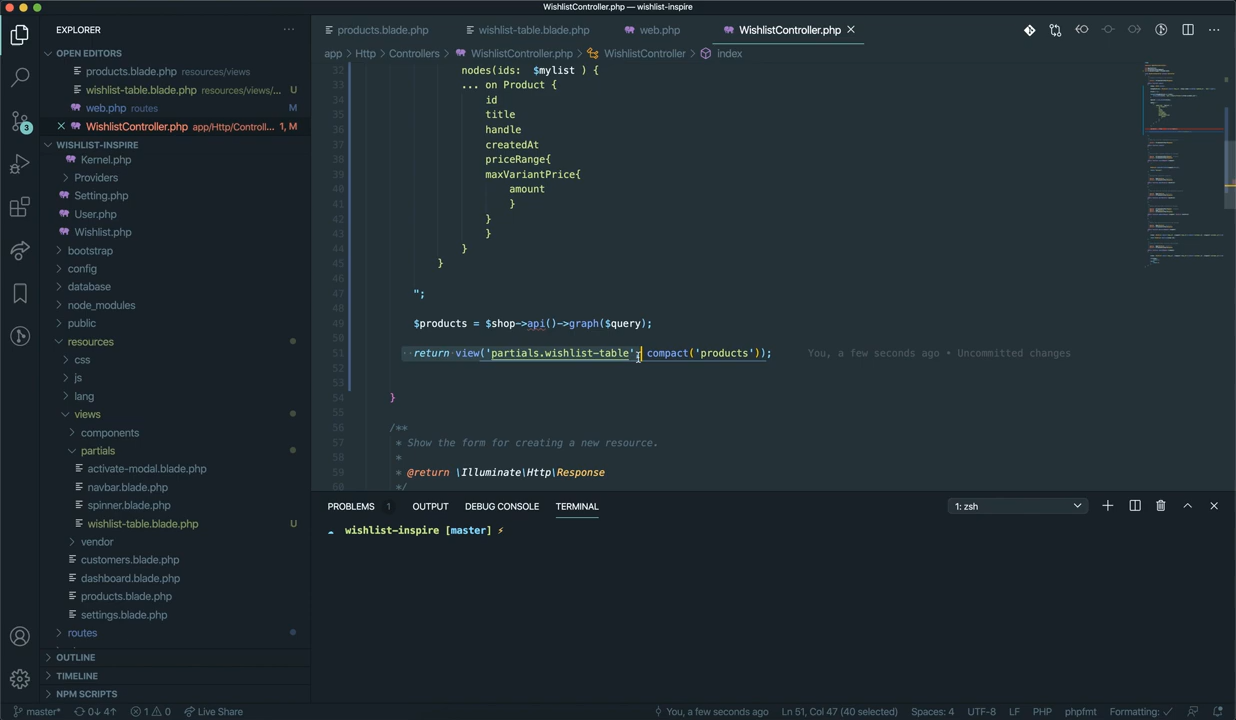 WishlistController.php — wishlist-inspire
EXPLORER
OPEN EDITORS
products.blade.php resources/views
wishlist-table.blade.php resources/views/... U
web.php routes M
WishlistController.php app/Http/Controll... 1, M
WISHLIST-INSPIRE
Kernel.php
Providers
Setting.php
User.php
Wishlist.php
bootstrap
config
database
node_modules
public
resources
css
js
lang
views
components
partials
activate-modal.blade.php
navbar.blade.php
spinner.blade.php
wishlist-table.blade.php U
vendor
customers.blade.php
dashboard.blade.php
products.blade.php
settings.blade.php
routes
OUTLINE
TIMELINE
NPM SCRIPTS
3
products.blade.php wishlist-table.blade.php web.php WishlistController.php
app > Http > Controllers > WishlistController.php > WishlistController > index
32 nodes(ids: $mylist ) {
33 ... on Product {
34 id
35 title
36 handle
37 createdAt
38 priceRange{
39 maxVariantPrice{
40 amount
41 }
42 }
43 }
44 }
45 }
46
47 ";
48
49 $products = $shop->api()->graph($query);
50
51 return view('partials.wishlist-table', compact('products')); You, a few seconds ago • Uncommitted changes
52
53
54 }
55
56 /**
57 * Show the form for creating a new resource.
58 *
59 * @return \Illuminate\Http\Response
60 */
PROBLEMS 1 OUTPUT DEBUG CONSOLE TERMINAL 1: zsh
wishlist-inspire [master] ⚡
master* 0↓ 4↑ 1 0 Live Share You, a few seconds ago Ln 51, Col 47 (40 selected) Spaces: 4 UTF-8 LF PHP phpfmt Formatting: ✓